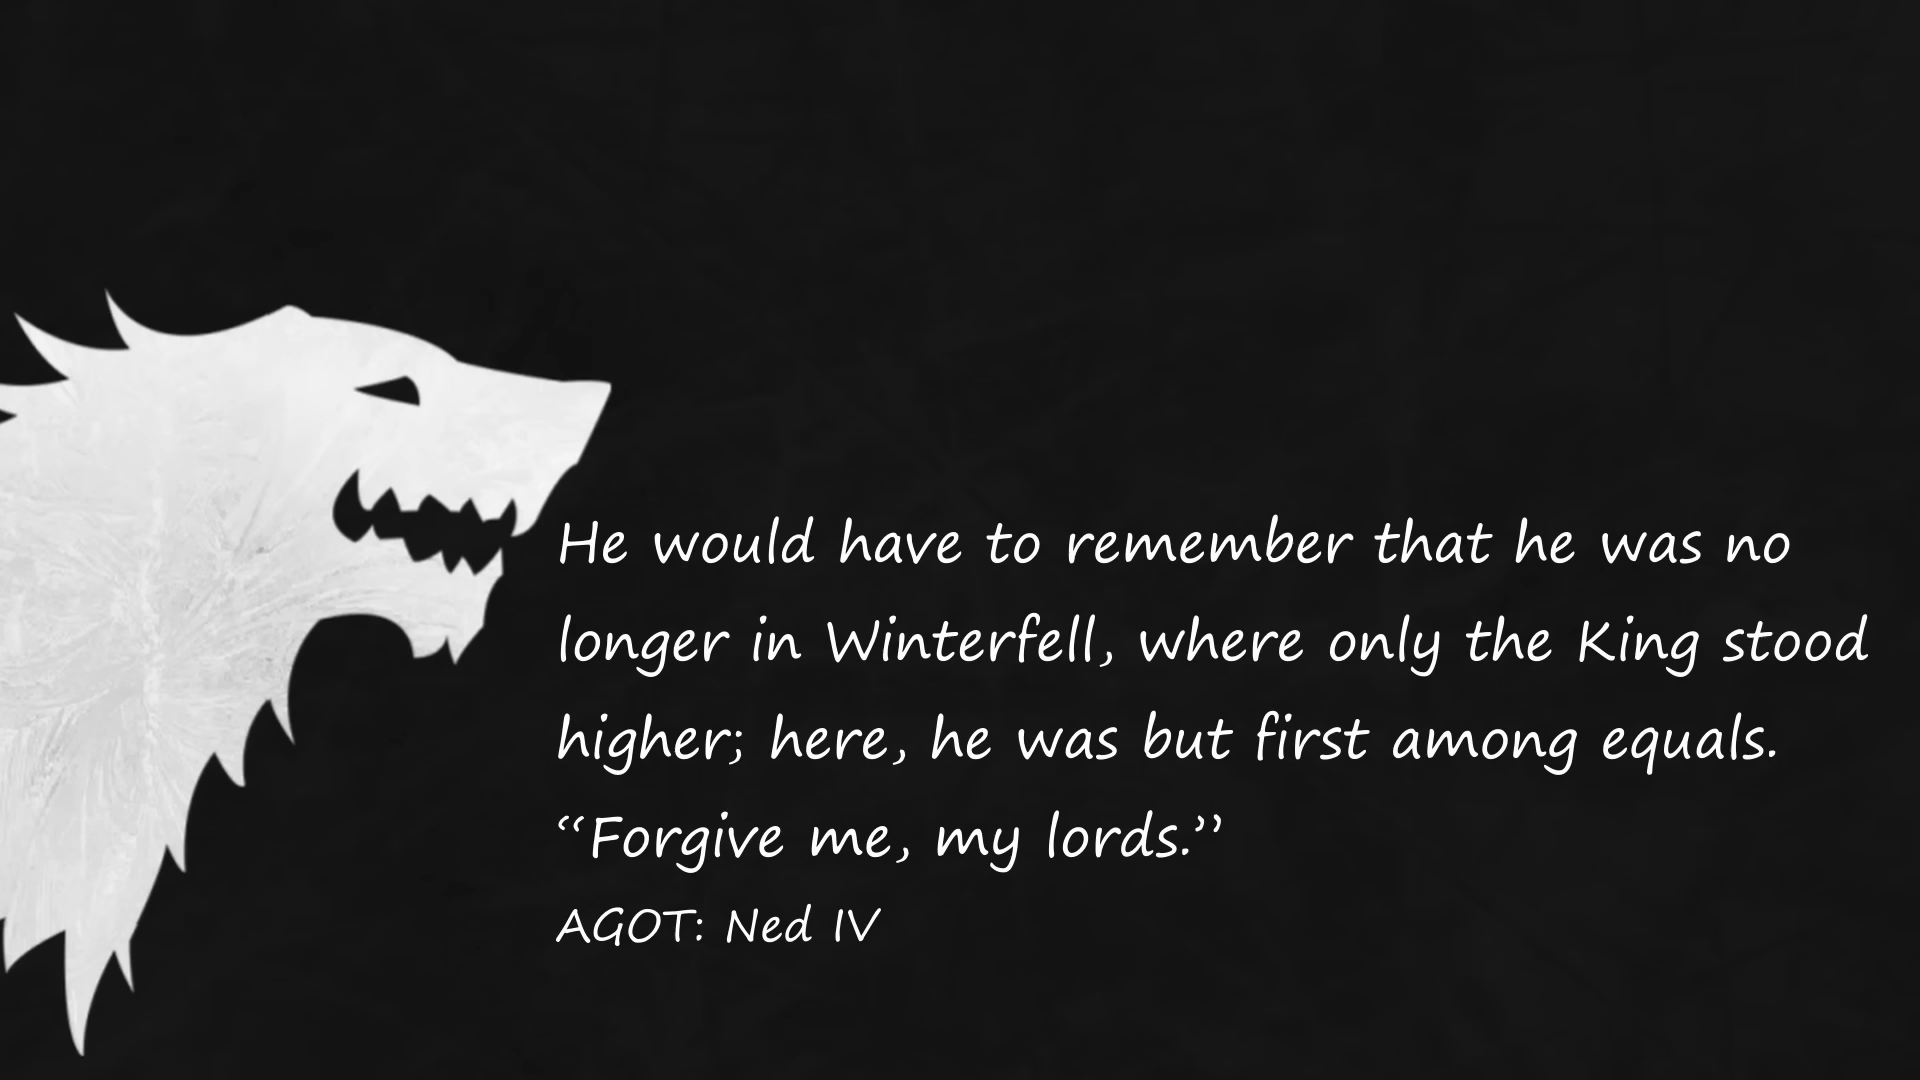 He would have to remember that he was no
longer in Winterfell, where only the King stood
higher; here, he was but first among equals.
“Forgive me, my lords.”
AGOT: Ned IV